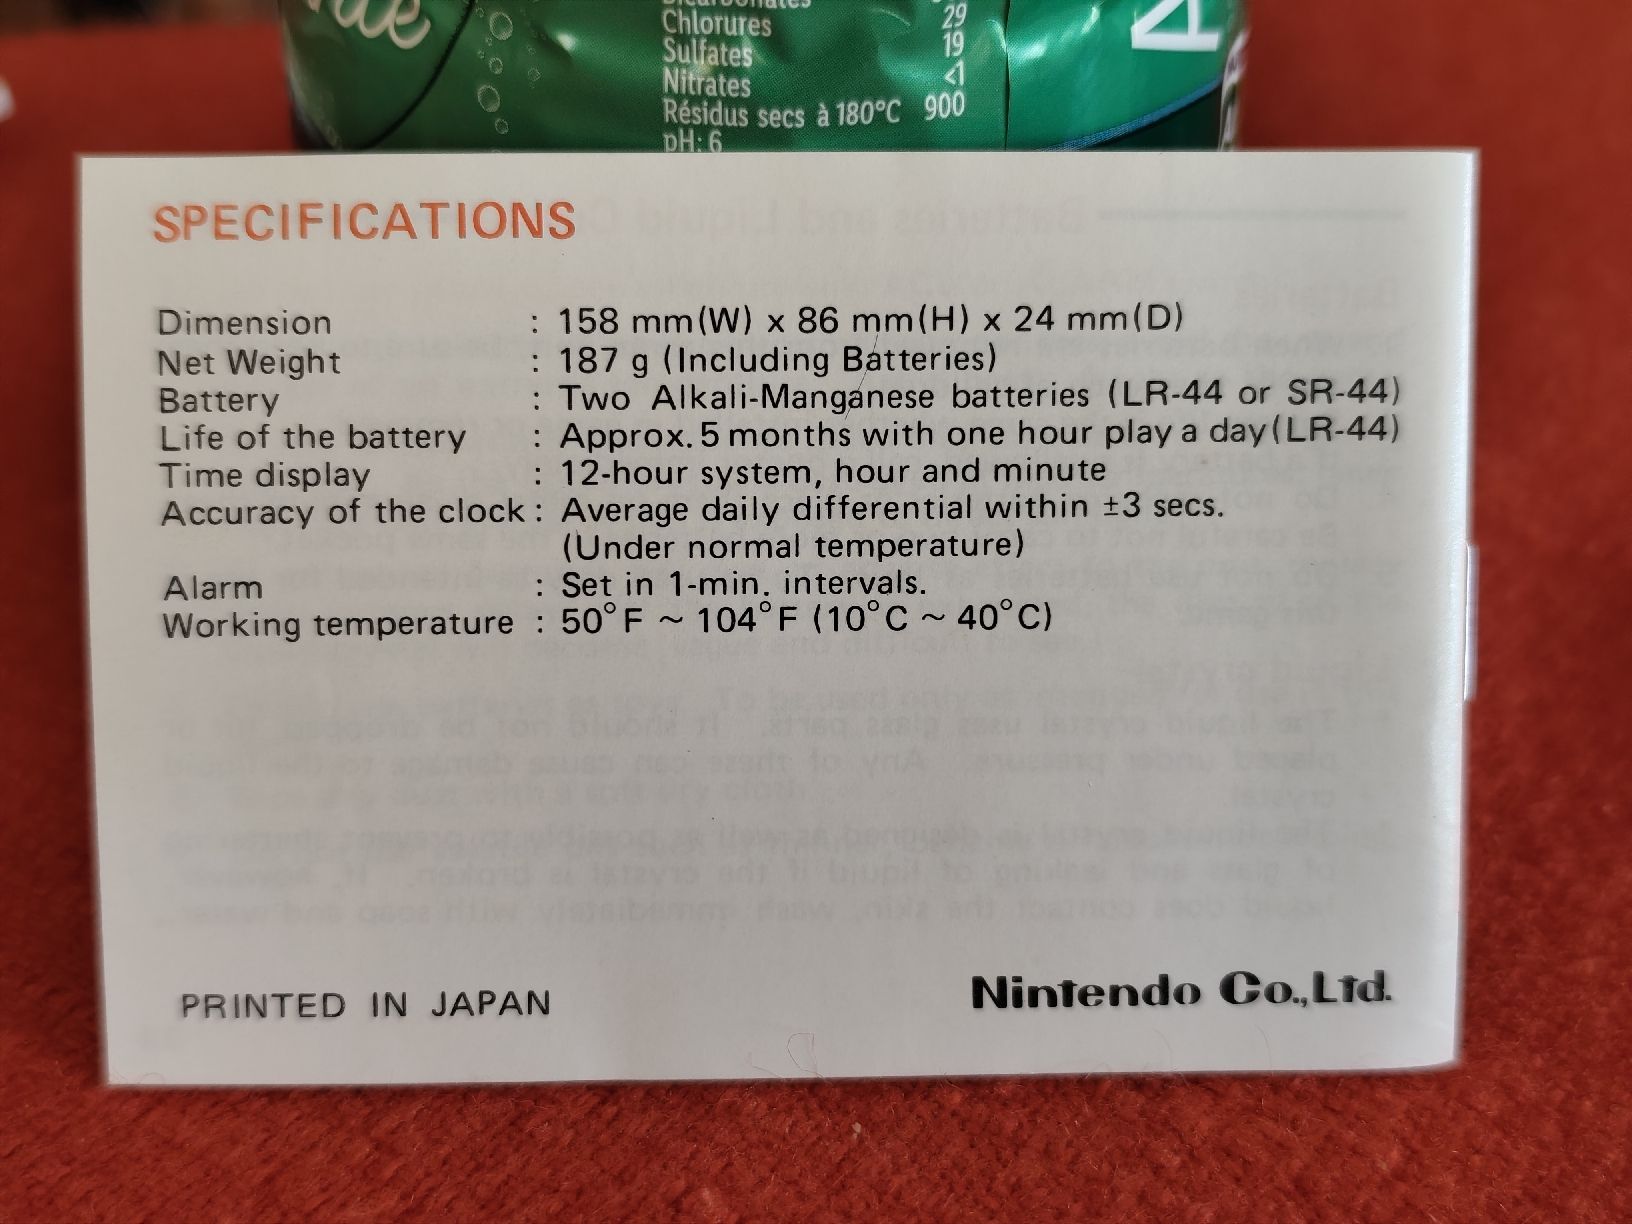 Chlorures 29
Sulfates 19
Nitrates <1
Résidus secs à 180°C 900
pH: 6
SPECIFICATIONS
Dimension : 158 mm(W) x 86 mm(H) x 24 mm(D)
Net Weight : 187 g (Including Batteries)
Battery : Two Alkali-Manganese batteries (LR-44 or SR-44)
Life of the battery : Approx. 5 months with one hour play a day(LR-44)
Time display : 12-hour system, hour and minute
Accuracy of the clock : Average daily differential within ±3 secs.
(Under normal temperature)
Alarm : Set in 1-min. intervals.
Working temperature : 50°F ~ 104°F (10°C ~ 40°C)
PRINTED IN JAPAN
Nintendo Co.,Ltd.